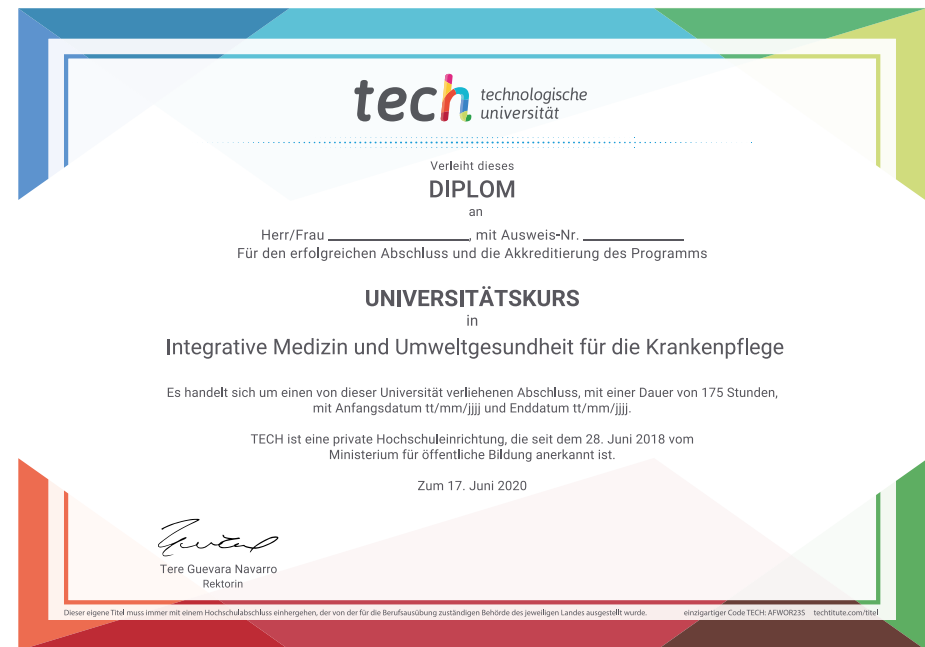 tech technologische
universität
Verleiht dieses
DIPLOM
an
Herr/Frau ____________________, mit Ausweis-Nr. ______________
Für den erfolgreichen Abschluss und die Akkreditierung des Programms
UNIVERSITÄTSKURS
in
Integrative Medizin und Umweltgesundheit für die Krankenpflege
Es handelt sich um einen von dieser Universität verliehenen Abschluss, mit einer Dauer von 175 Stunden,
mit Anfangsdatum tt/mm/jjjj und Enddatum tt/mm/jjjj.
TECH ist eine private Hochschuleinrichtung, die seit dem 28. Juni 2018 vom
Ministerium für öffentliche Bildung anerkannt ist.
Zum 17. Juni 2020
Tere Guevara Navarro
Rektorin
Dieser eigene Titel muss immer mit einem Hochschulabschluss einhergehen, der von der für die Berufsausübung zuständigen Behörde des jeweiligen Landes ausgestellt wurde. einzigartiger Code TECH: AFWOR235 techtitute.com/titel